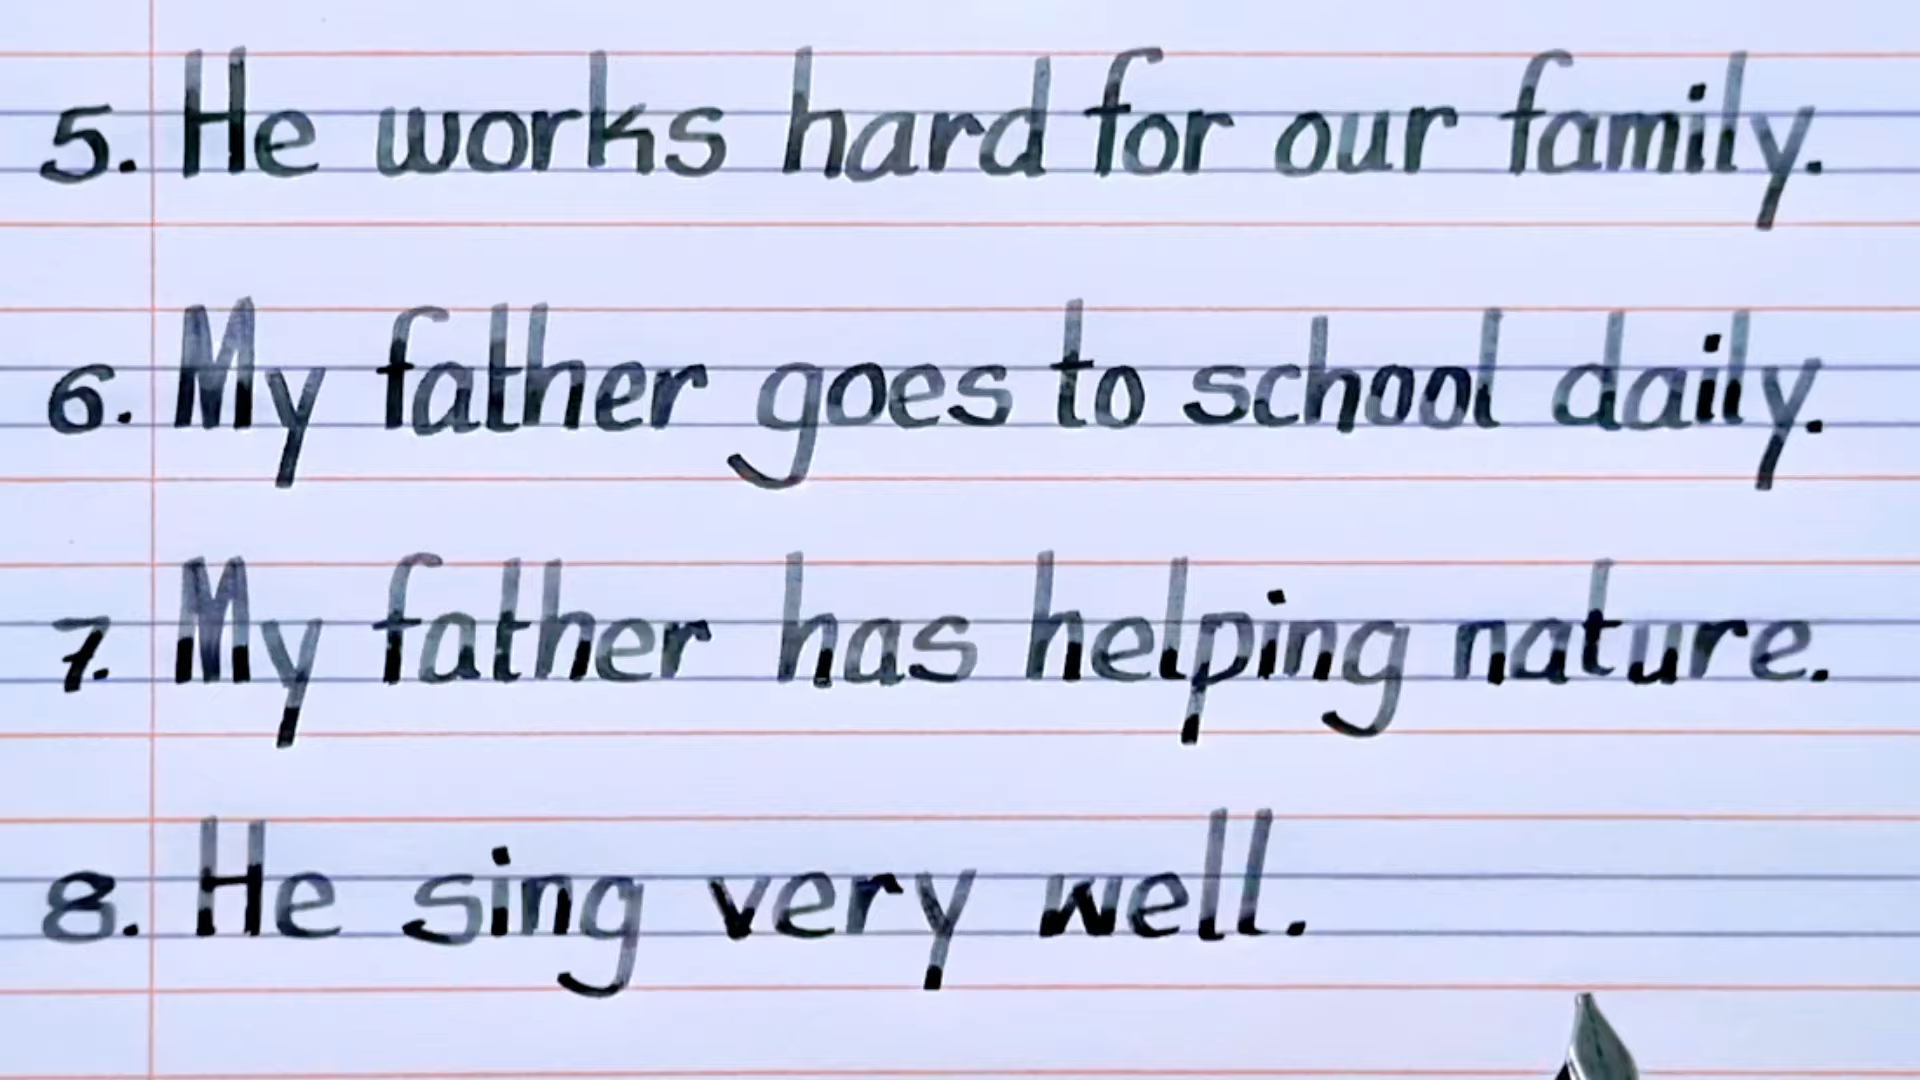 5. He works hard for our family.
6. My father goes to school daily.
7. My father has helping nature.
8. He sing very well.